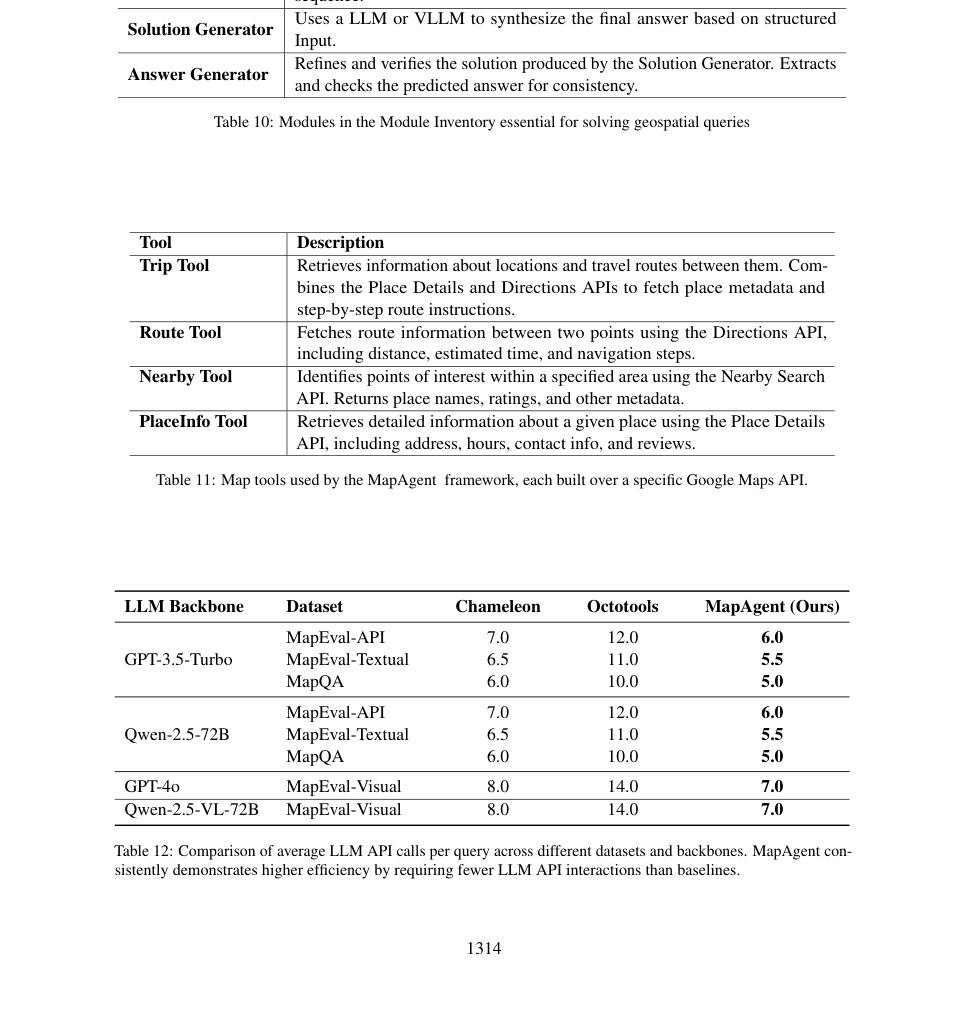 sequence.
Solution Generator Uses a LLM or VLLM to synthesize the final answer based on structured
Input.
Answer Generator Refines and verifies the solution produced by the Solution Generator. Extracts
and checks the predicted answer for consistency.
Table 10: Modules in the Module Inventory essential for solving geospatial queries
Tool Description
Trip Tool Retrieves information about locations and travel routes between them. Com-
bines the Place Details and Directions APIs to fetch place metadata and
step-by-step route instructions.
Route Tool Fetches route information between two points using the Directions API,
including distance, estimated time, and navigation steps.
Nearby Tool Identifies points of interest within a specified area using the Nearby Search
API. Returns place names, ratings, and other metadata.
PlaceInfo Tool Retrieves detailed information about a given place using the Place Details
API, including address, hours, contact info, and reviews.
Table 11: Map tools used by the MapAgent framework, each built over a specific Google Maps API.
LLM Backbone Dataset Chameleon Octotools MapAgent (Ours)
MapEval-API 7.0 12.0 6.0
GPT-3.5-Turbo MapEval-Textual 6.5 11.0 5.5
MapQA 6.0 10.0 5.0
MapEval-API 7.0 12.0 6.0
Qwen-2.5-72B MapEval-Textual 6.5 11.0 5.5
MapQA 6.0 10.0 5.0
GPT-4o MapEval-Visual 8.0 14.0 7.0
Qwen-2.5-VL-72B MapEval-Visual 8.0 14.0 7.0
Table 12: Comparison of average LLM API calls per query across different datasets and backbones. MapAgent con-
sistently demonstrates higher efficiency by requiring fewer LLM API interactions than baselines.
1314